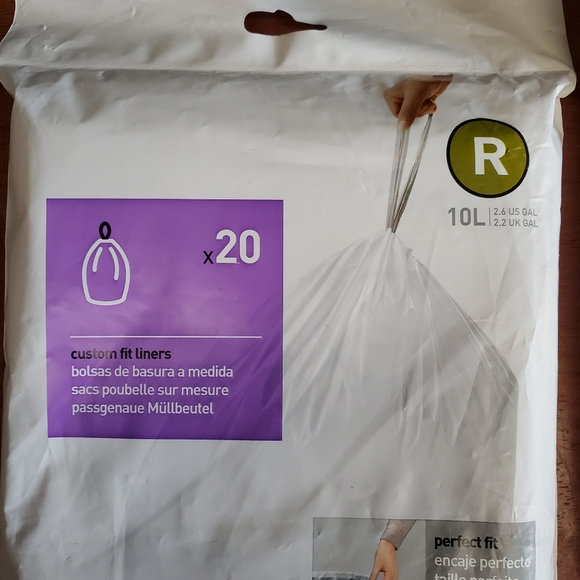 R
10L
2.6 US GAL
2.2 UK GAL
x20
custom fit liners
bolsas de basura a medida
sacs poubelle sur mesure
passgenaue Müllbeutel
perfect fit
encaje perfecto